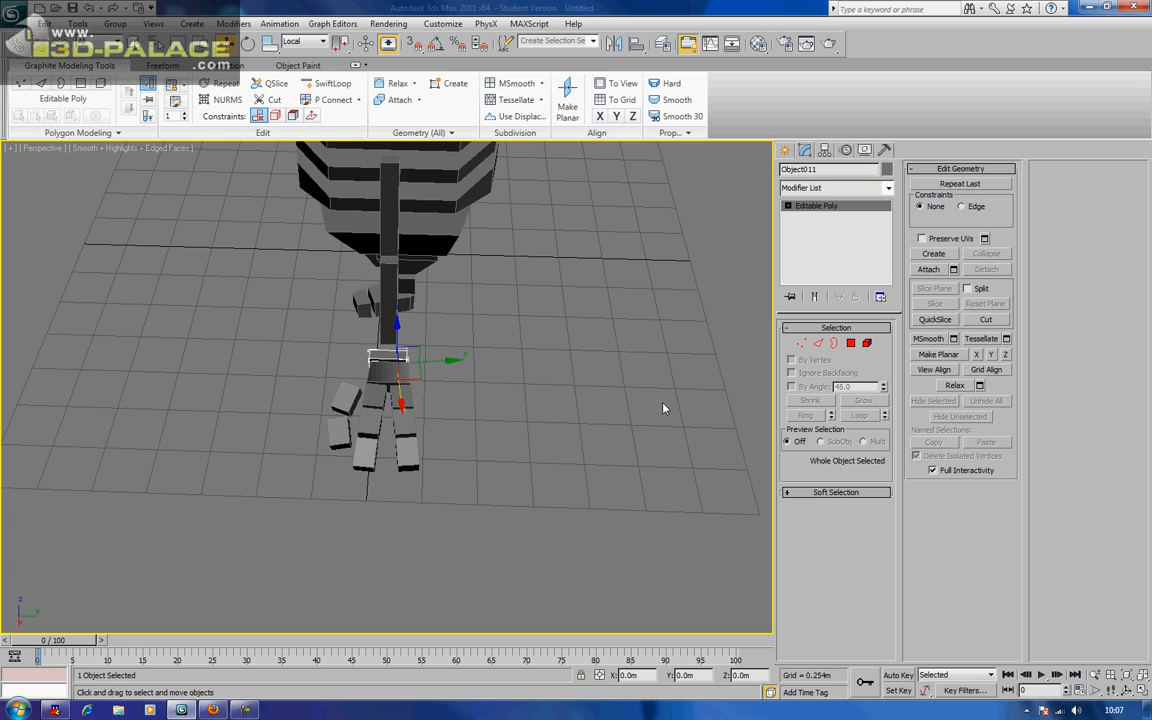 Autodesk 3ds Max 2011 x64 - Student Version Untitled
Type a keyword or phrase
Edit Tools Group Views Create Modifiers Animation Graph Editors Rendering Customize PhysX MAXScript Help
www.
3D-PALACE
.com
Local
Create Selection Se
Graphite Modeling Tools Freeform Object Paint
Repeat QSlice SwiftLoop Relax Create MSmooth To View Hard
Editable Poly NURMS Cut P Connect Attach Tessellate Make Planar To Grid Smooth
1 Constraints: Use Displac... X Y Z Smooth 30
Polygon Modeling Edit Geometry (All) Subdivision Align Prop...
[ + ] [ Perspective ] [ Smooth + Highlights + Edged Faces ]
Object011
Modifier List
Editable Poly
Selection
By Vertex
Ignore Backfacing
By Angle: 45.0
Shrink Grow
Ring Loop
Preview Selection
Off SubObj Multi
Whole Object Selected
Soft Selection
Edit Geometry
Repeat Last
Constraints
None Edge
Preserve UVs
Create Collapse
Attach Detach
Slice Plane Split
Slice Reset Plane
QuickSlice Cut
MSmooth Tessellate
Make Planar X Y Z
View Align Grid Align
Relax
Hide Selected Unhide All
Hide Unselected
Named Selections:
Copy Paste
Delete Isolated Vertices
Full Interactivity
z
x
0 / 100
0 5 10 15 20 25 30 35 40 45 50 55 60 65 70 75 80 85 90 95 100
1 Object Selected X: 0.0m Y: 0.0m Z: 0.0m Grid = 0.254m Auto Key Selected
Click and drag to select and move objects Add Time Tag Set Key Key Filters... 0
10:07